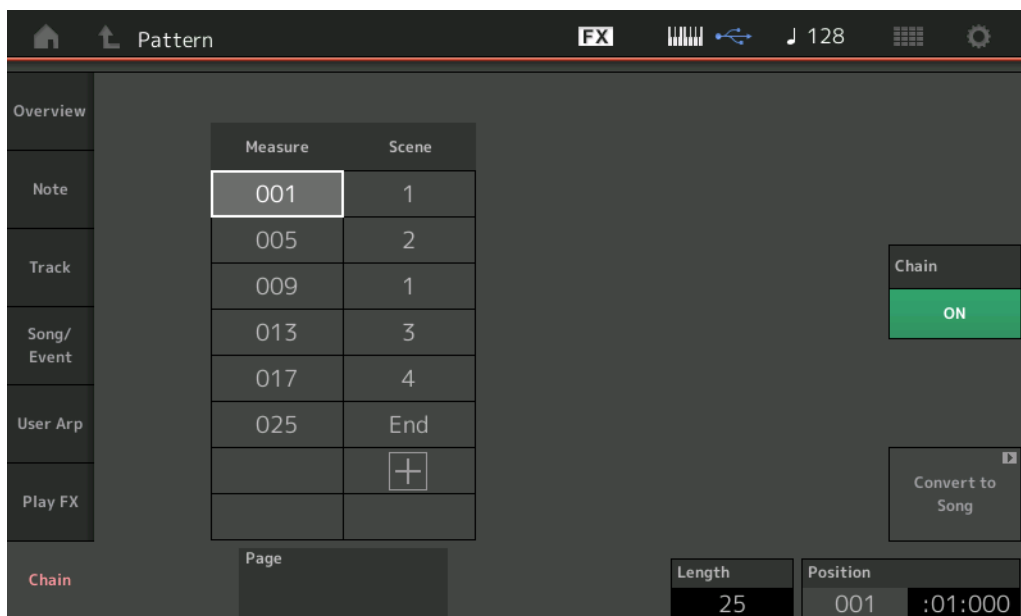 Pattern
FX
♩ 128
Overview
Note
Track
Song/
Event
User Arp
Play FX
Chain
Measure Scene
001 1
005 2
009 1
013 3
017 4
025 End
Page
Chain
ON
Convert to
Song
Length
25
Position
001 :01:000